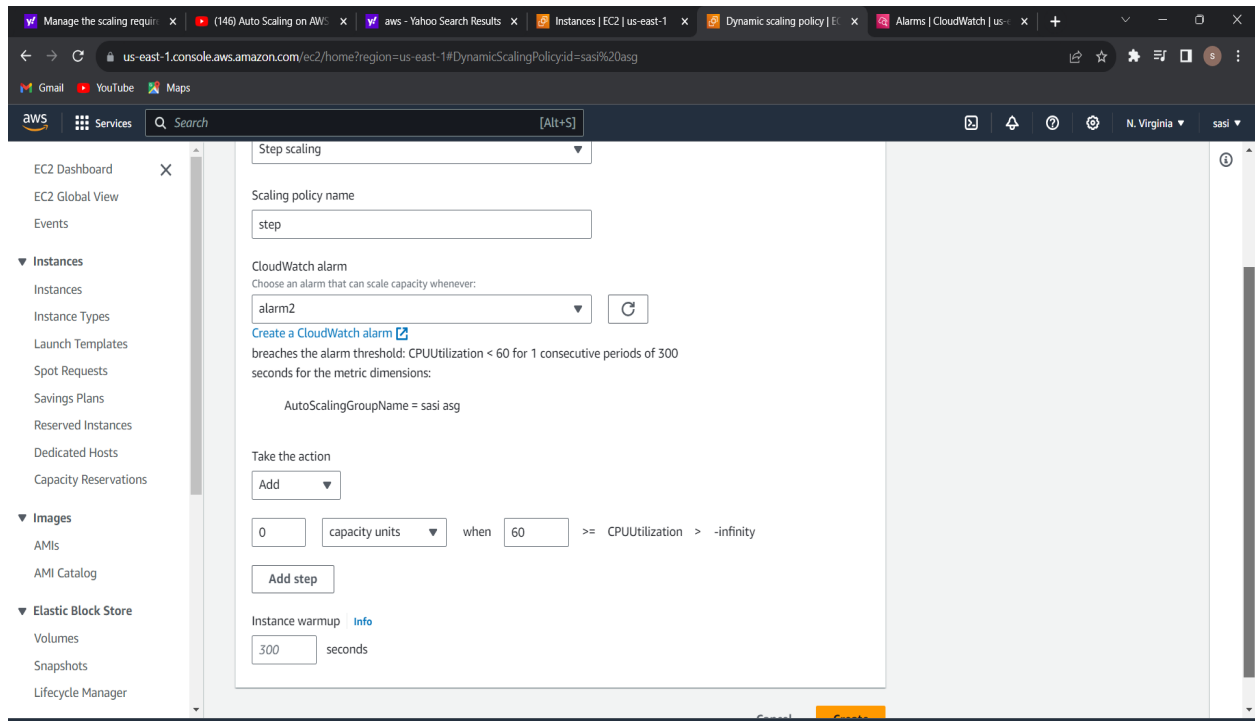 Manage the scaling require
(146) Auto Scaling on AWS
aws - Yahoo Search Results
Instances | EC2 | us-east-1
Dynamic scaling policy | EC
Alarms | CloudWatch | us-e
us-east-1.console.aws.amazon.com/ec2/home?region=us-east-1#DynamicScalingPolicy:id=sasi%20asg
s
Gmail YouTube Maps
aws Services Search [Alt+S] N. Virginia sasi
EC2 Dashboard
EC2 Global View
Events
Instances
Instances
Instance Types
Launch Templates
Spot Requests
Savings Plans
Reserved Instances
Dedicated Hosts
Capacity Reservations
Images
AMIs
AMI Catalog
Elastic Block Store
Volumes
Snapshots
Lifecycle Manager
Step scaling
Scaling policy name
step
CloudWatch alarm
Choose an alarm that can scale capacity whenever:
alarm2
Create a CloudWatch alarm
breaches the alarm threshold: CPUUtilization < 60 for 1 consecutive periods of 300
seconds for the metric dimensions:
AutoScalingGroupName = sasi asg
Take the action
Add
0 capacity units when 60 >= CPUUtilization > -infinity
Add step
Instance warmup Info
300 seconds
Cancel Create